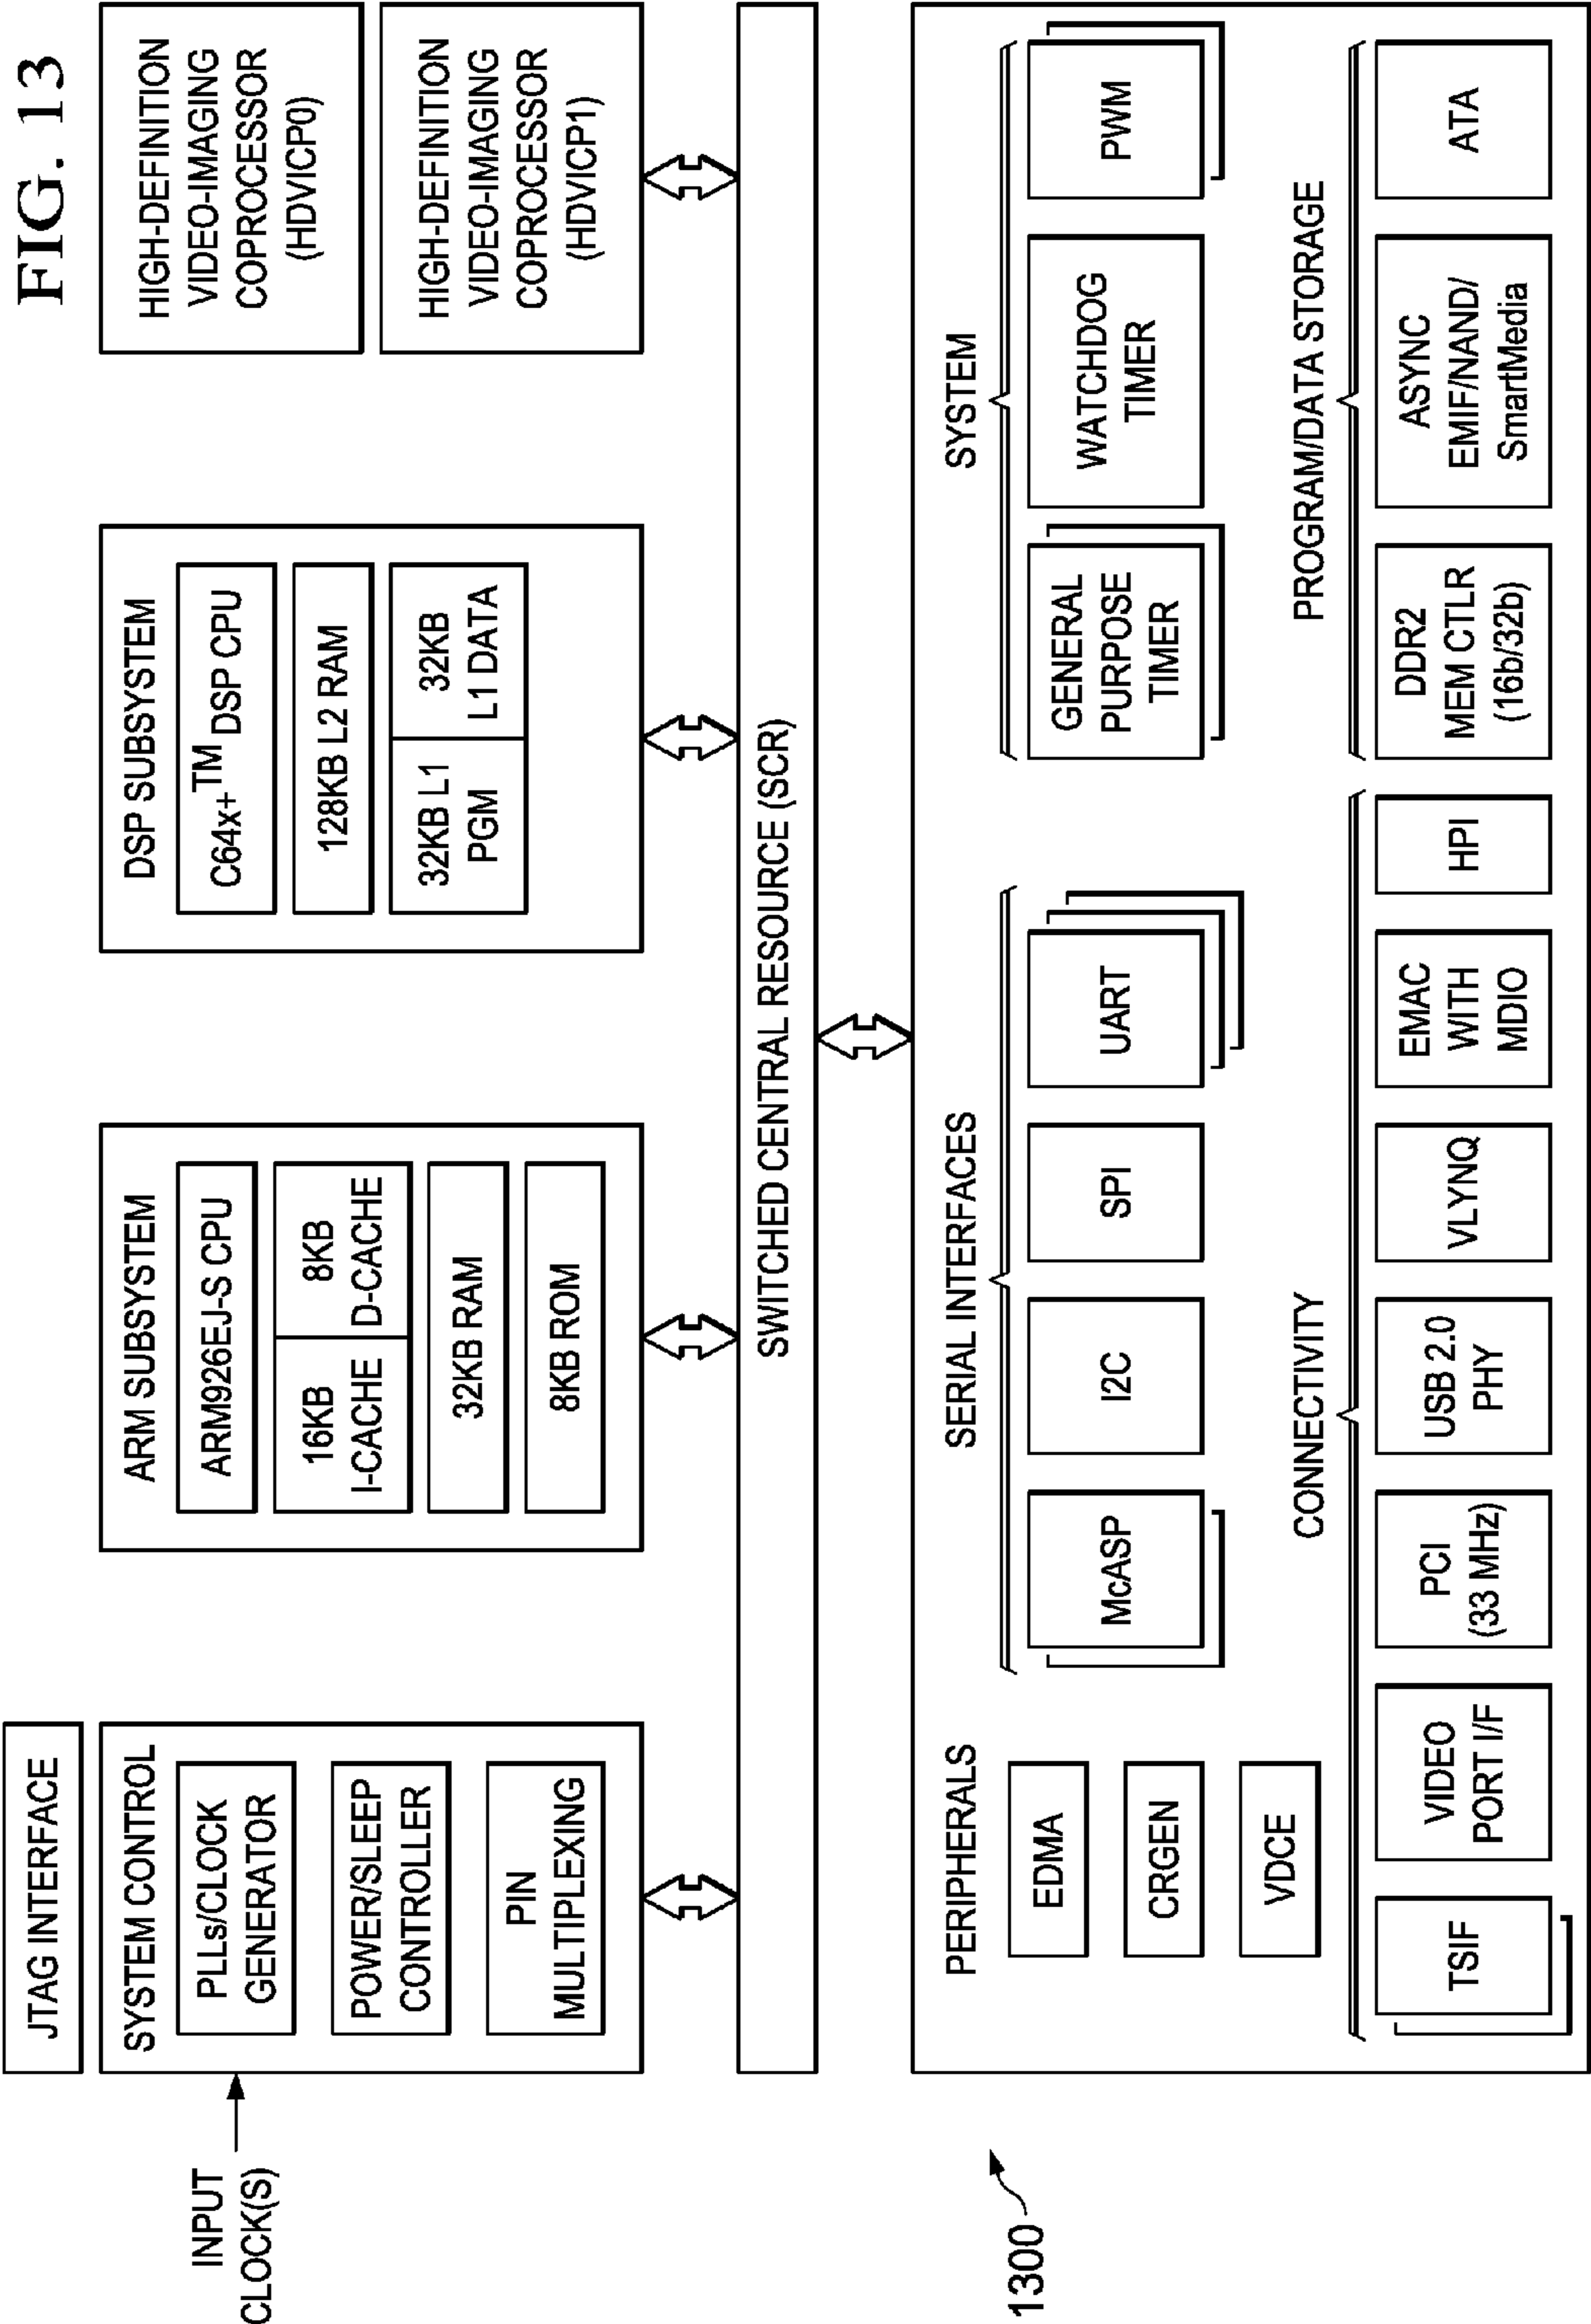 FIG. 13
JTAG INTERFACE
INPUT
CLOCK(S)
SYSTEM CONTROL
PLLs/CLOCK
GENERATOR
POWER/SLEEP
CONTROLLER
PIN
MULTIPLEXING
ARM SUBSYSTEM
ARM926EJ-S CPU
16KB
I-CACHE
8KB
D-CACHE
32KB RAM
8KB ROM
DSP SUBSYSTEM
C64x+™ DSP CPU
128KB L2 RAM
32KB L1
PGM
32KB
L1 DATA
HIGH-DEFINITION
VIDEO-IMAGING
COPROCESSOR
(HDVICP0)
HIGH-DEFINITION
VIDEO-IMAGING
COPROCESSOR
(HDVICP1)
SWITCHED CENTRAL RESOURCE (SCR)
1300
PERIPHERALS
EDMA
CRGEN
VDCE
SERIAL INTERFACES
McASP
I2C
SPI
UART
SYSTEM
GENERAL
PURPOSE
TIMER
WATCHDOG
TIMER
PWM
CONNECTIVITY
TSIF
VIDEO
PORT I/F
PCI
(33 MHz)
USB 2.0
PHY
VLYNQ
EMAC
WITH
MDIO
HPI
PROGRAM/DATA STORAGE
DDR2
MEM CTLR
(16b/32b)
ASYNC
EMIF/NAND/
SmartMedia
ATA